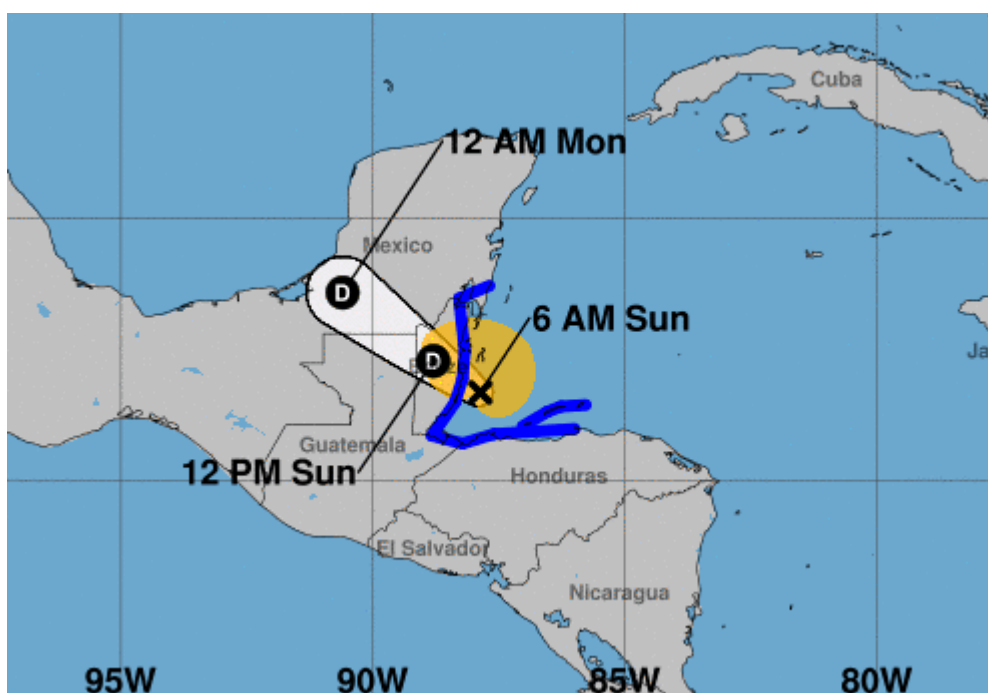 Cuba
12 AM Mon
Mexico
D
6 AM Sun
Ja
D
Guatemala
12 PM Sun
Honduras
El Salvador
Nicaragua
95W
90W
85W
80W